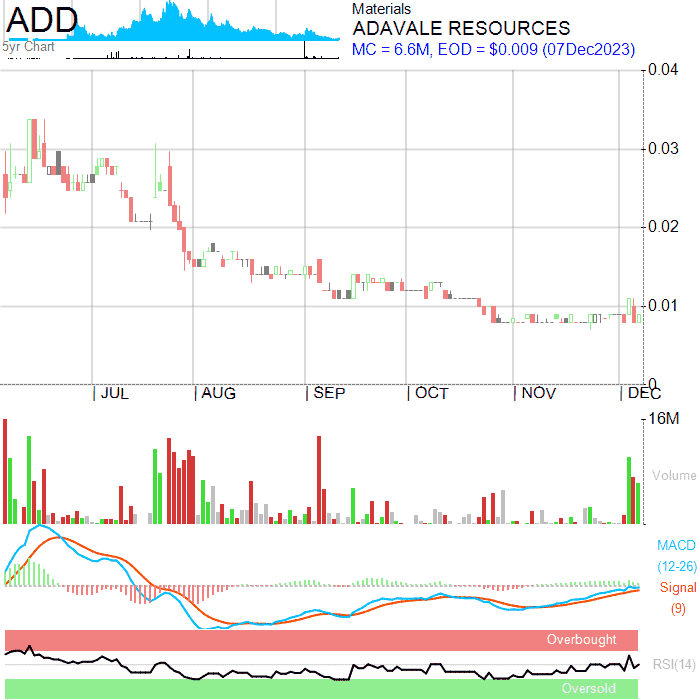 ADD
5yr Chart
Materials
ADAVALE RESOURCES
MC = 6.6M, EOD = $0.009 (07Dec2023)
0.04
0.03
0.02
0.01
0
JUL
AUG
SEP
OCT
NOV
DEC
16M
Volume
MACD
(12-26)
Signal
(9)
Overbought
RSI(14)
Oversold